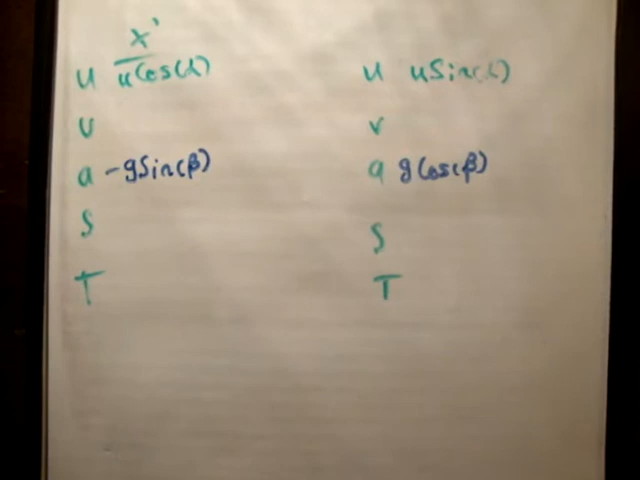 x'
u uCos(α) u uSin(α)
v v
a -gSin(β) a gCos(β)
S S
T T